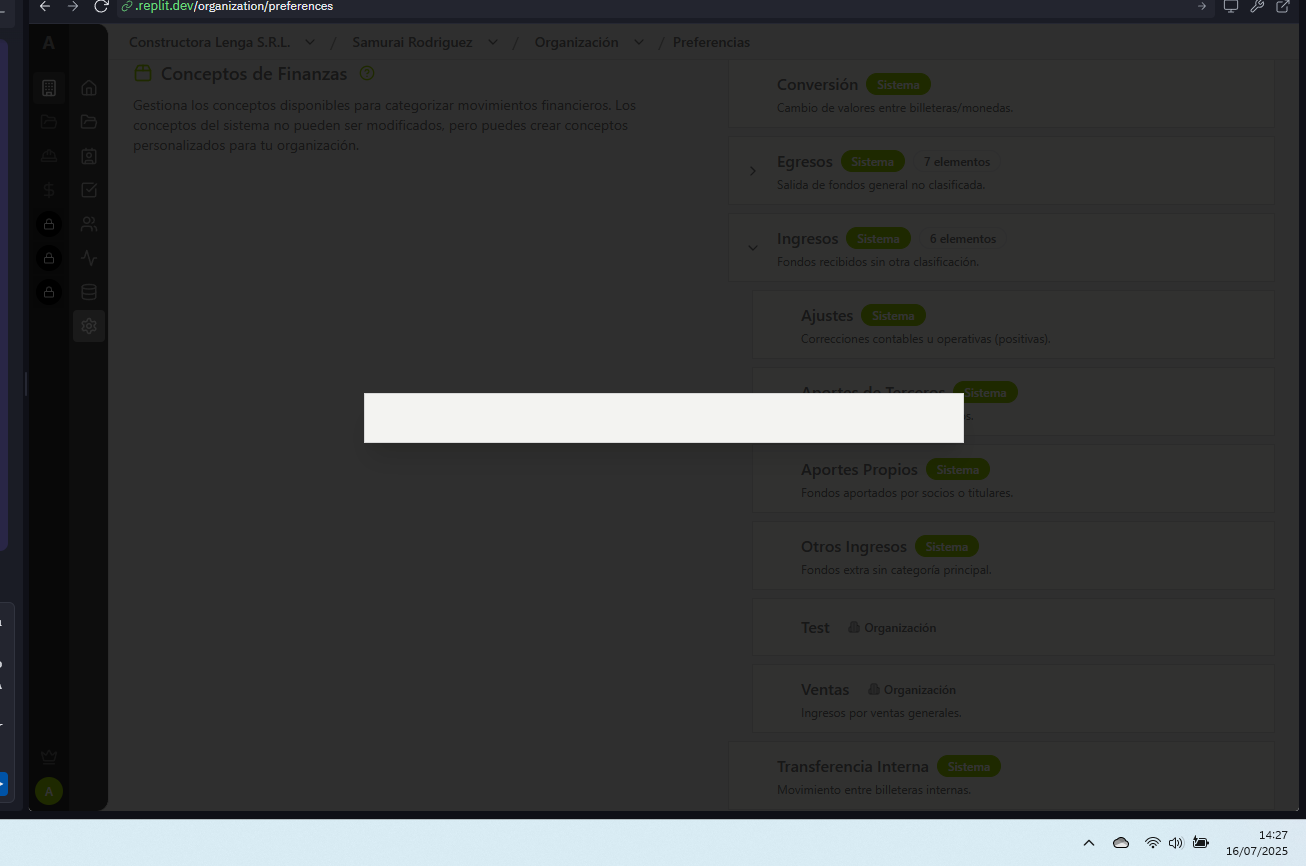 .replit.dev/organization/preferences
A
Constructora Lenga S.R.L. / Samurai Rodriguez / Organización / Preferencias
Conceptos de Finanzas
Gestiona los conceptos disponibles para categorizar movimientos financieros. Los
conceptos del sistema no pueden ser modificados, pero puedes crear conceptos
personalizados para tu organización.
Conversión Sistema
Cambio de valores entre billeteras/monedas.
Egresos Sistema 7 elementos
Salida de fondos general no clasificada.
Ingresos Sistema 6 elementos
Fondos recibidos sin otra clasificación.
Ajustes Sistema
Correcciones contables u operativas (positivas).
Aportes de Terceros Sistema
Aportes Propios Sistema
Fondos aportados por socios o titulares.
Otros Ingresos Sistema
Fondos extra sin categoría principal.
Test Organización
Ventas Organización
Ingresos por ventas generales.
Transferencia Interna Sistema
Movimiento entre billeteras internas.
A
14:27
16/07/2025